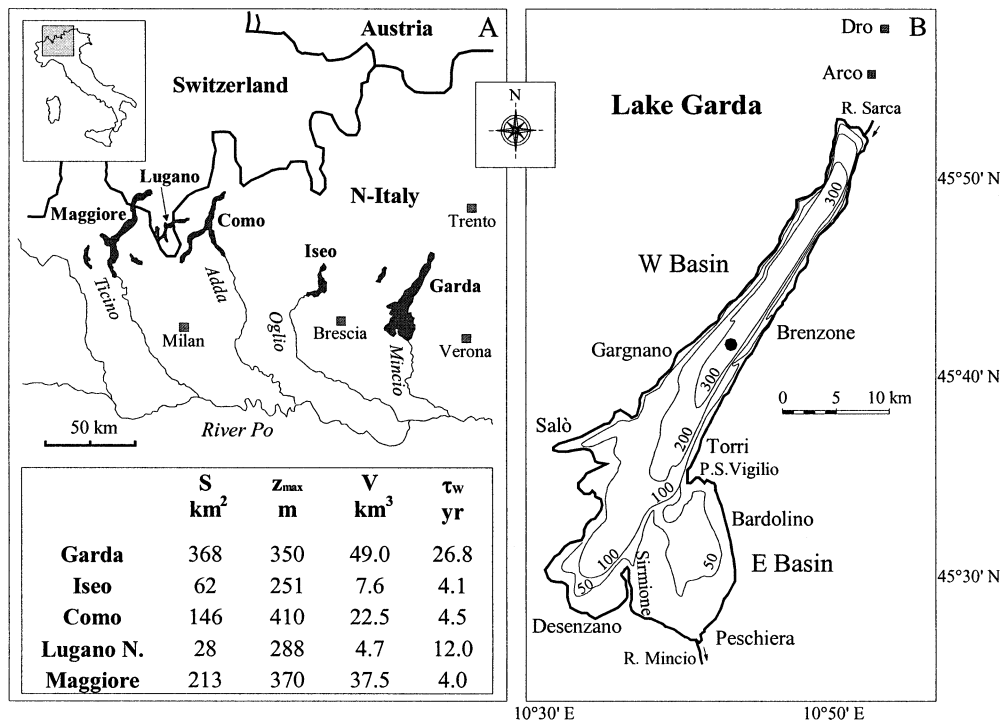 Austria
A
Switzerland
N
Lugano
N-Italy
Maggiore
Como
Trento
Iseo
Garda
Ticino
Adda
Oglio
Mincio
Milan
Brescia
Verona
River Po
50 km
S z_max V τ_w
km² m km³ yr
Garda 368 350 49.0 26.8
Iseo 62 251 7.6 4.1
Como 146 410 22.5 4.5
Lugano N. 28 288 4.7 12.0
Maggiore 213 370 37.5 4.0
Dro
B
Arco
Lake Garda
R. Sarca
45°50' N
300
W Basin
Brenzone
Gargnano
300
45°40' N
0 5 10 km
Salò
200
Torri
P.S.Vigilio
100
Bardolino
50
E Basin
100
50
Sirmione
45°30' N
Desenzano
Peschiera
R. Mincio
10°30' E
10°50' E